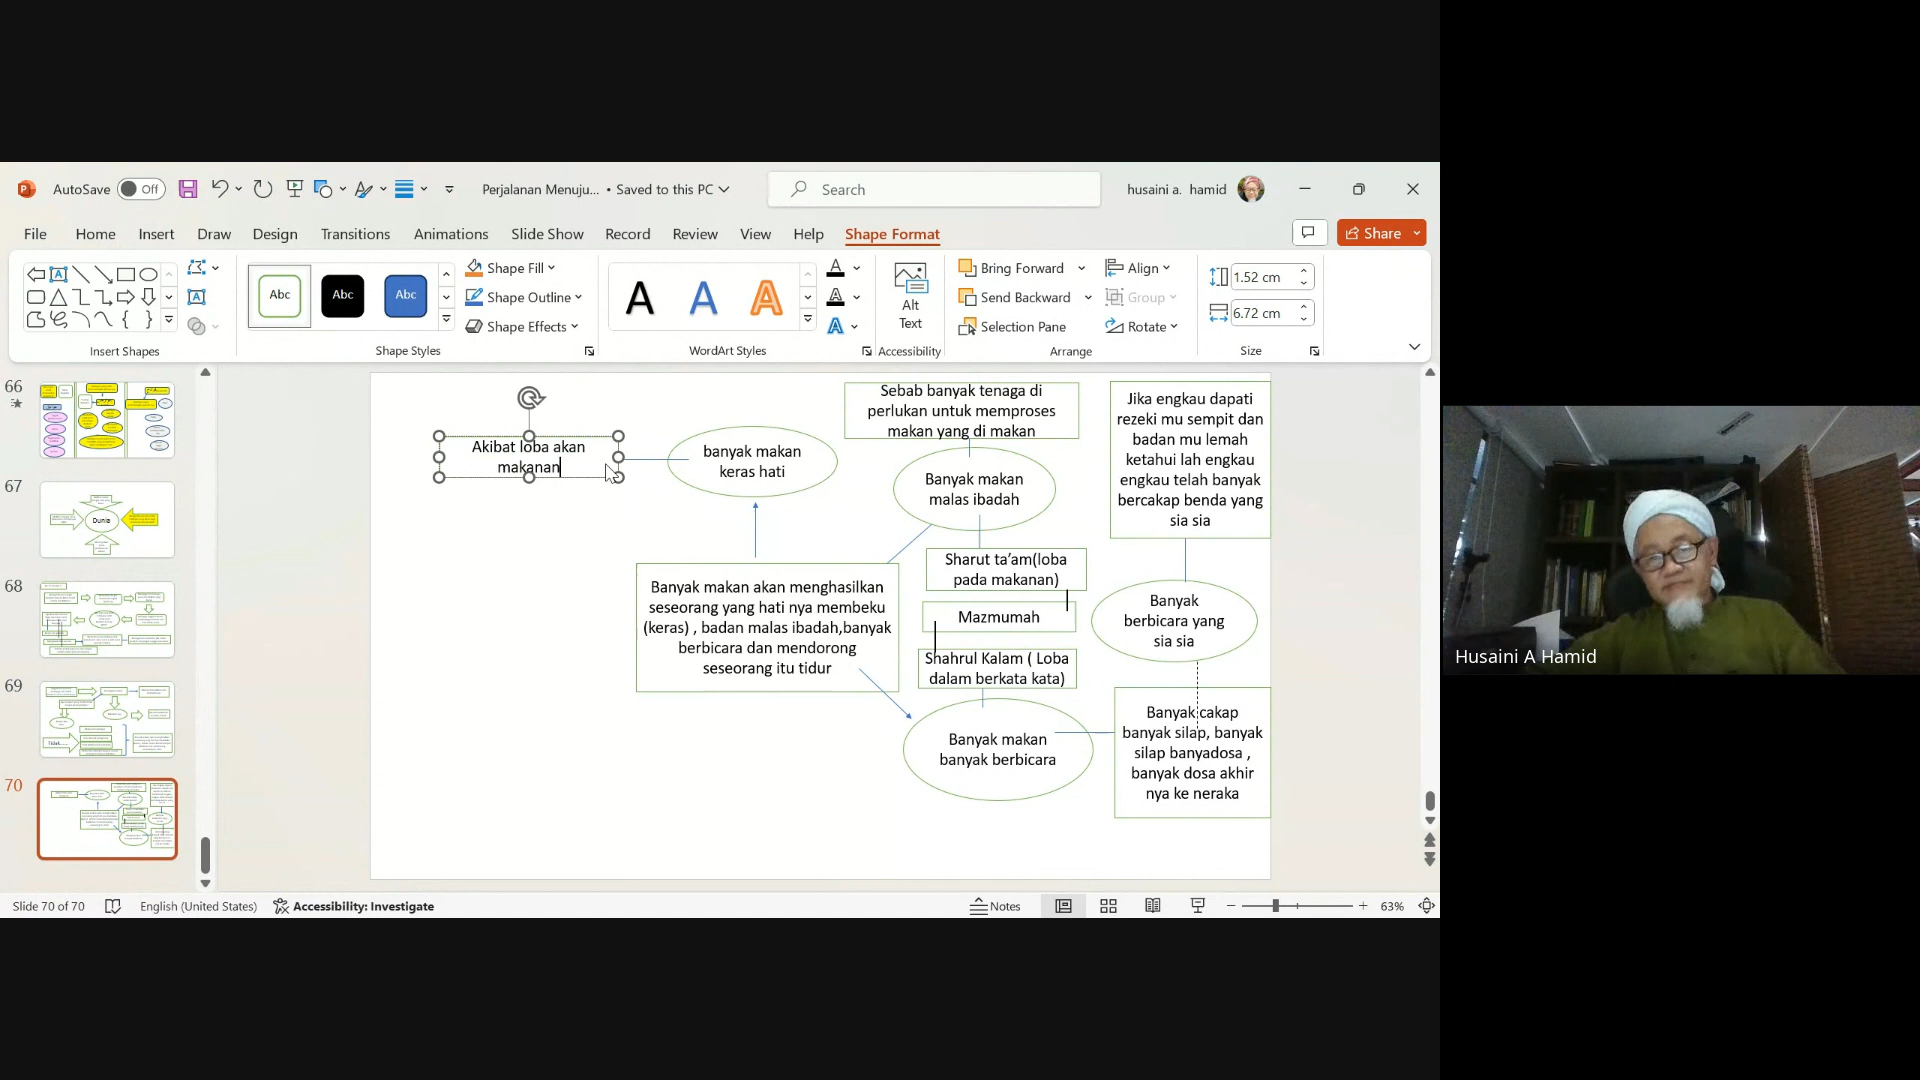 AutoSave Off
Perjalanan Menuju... • Saved to this PC
Search
husaini a. hamid
File Home Insert Draw Design Transitions Animations Slide Show Record Review View Help Shape Format
Share
Abc Abc Abc
Shape Fill
Shape Outline
Shape Effects
A A A
Alt
Text
Bring Forward
Send Backward
Selection Pane
Align
Group
Rotate
1.52 cm
6.72 cm
Insert Shapes
Shape Styles
WordArt Styles
Accessibility
Arrange
Size
66
67
Dunia
68
69
70
Akibat loba akan
makanan
banyak makan
keras hati
Sebab banyak tenaga di
perlukan untuk memproses
makan yang di makan
Banyak makan
malas ibadah
Jika engkau dapati
rezeki mu sempit dan
badan mu lemah
ketahui lah engkau
engkau telah banyak
bercakap benda yang
sia sia
Banyak makan akan menghasilkan
seseorang yang hati nya membeku
(keras) , badan malas ibadah,banyak
berbicara dan mendorong
seseorang itu tidur
Sharut ta’am(loba
pada makanan)
Mazmumah
Shahrul Kalam ( Loba
dalam berkata kata)
Banyak
berbicara yang
sia sia
Banyak makan
banyak berbicara
Banyak cakap
banyak silap, banyak
silap banyadosa ,
banyak dosa akhir
nya ke neraka
Slide 70 of 70
English (United States)
Accessibility: Investigate
Notes
63%
Husaini A Hamid